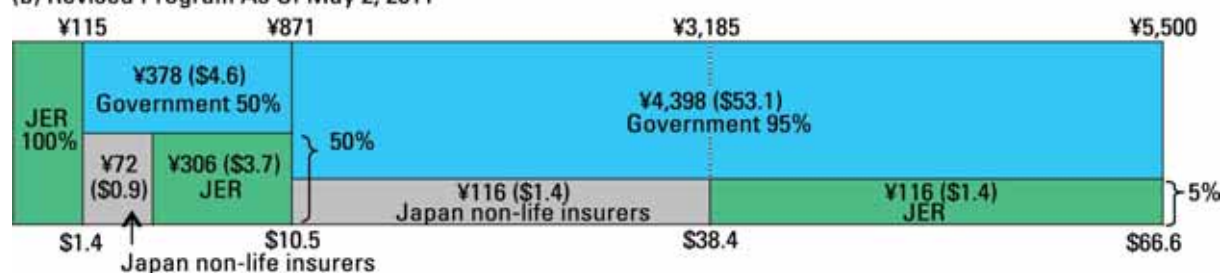 (b) Revised Program As Of May 2, 2011
¥115 ¥871 ¥3,185 ¥5,500
JER
100%
¥378 ($4.6)
Government 50%
¥72
($0.9)
¥306 ($3.7)
JER
50%
¥4,398 ($53.1)
Government 95%
¥116 ($1.4)
Japan non-life insurers
¥116 ($1.4)
JER
5%
$1.4 $10.5 $38.4 $66.6
Japan non-life insurers